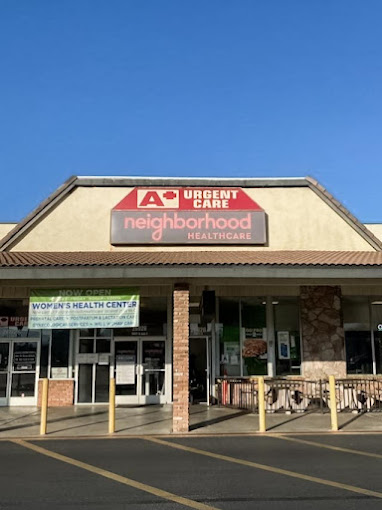 A+ URGENT
CARE
neighborhood
HEALTHCARE
NOW OPEN
WOMEN'S HEALTH CENTER